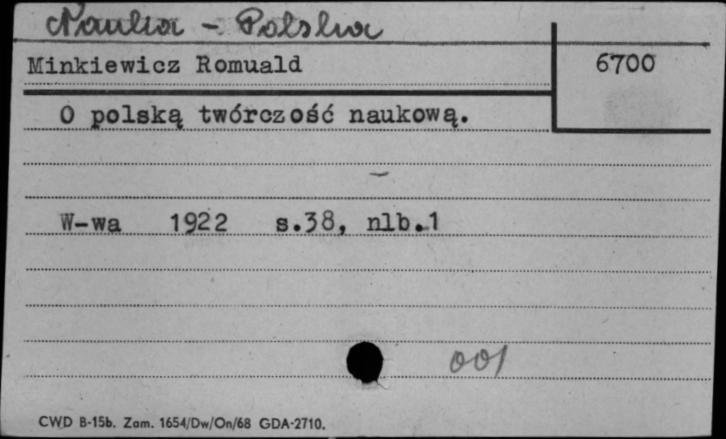 Nauka - Polska
Minkiewicz Romuald 6700
O polską twórczość naukową.
W-wa 1922 s.38, nlb.1
001
CWD B-15b. Zam. 1654/Dw/On/68 GDA-2710.